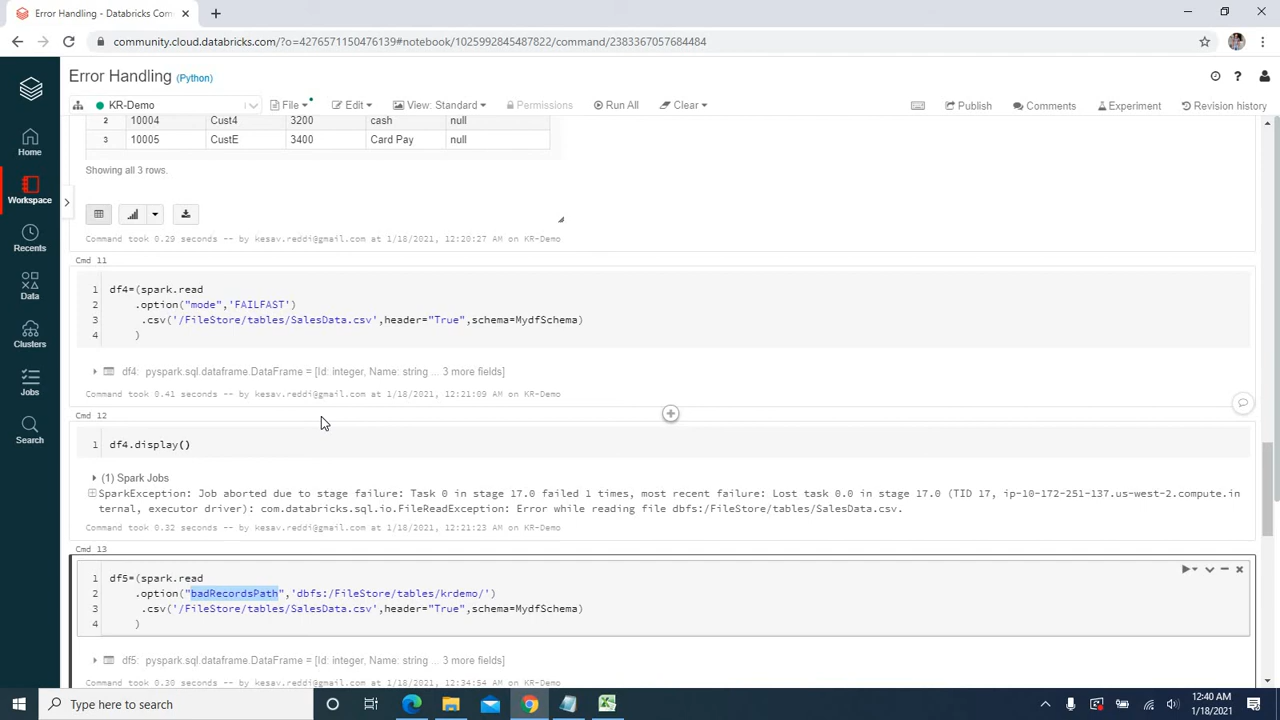 Error Handling - Databricks Com
community.cloud.databricks.com/?o=4276571150476139#notebook/1025992845487822/command/2383367057684484
Error Handling (Python)
KR-Demo File Edit View: Standard Permissions Run All Clear Publish Comments Experiment Revision history
Home
Workspace
Recents
Data
Clusters
Jobs
Search
2 10004 Cust4 3200 cash null
3 10005 CustE 3400 Card Pay null
Showing all 3 rows.
Command took 0.29 seconds -- by kesav.reddi@gmail.com at 1/18/2021, 12:20:27 AM on KR-Demo
Cmd 11
1 df4=(spark.read
2 .option("mode",'FAILFAST')
3 .csv('/FileStore/tables/SalesData.csv',header="True",schema=MydfSchema)
4 )
df4: pyspark.sql.dataframe.DataFrame = [Id: integer, Name: string ... 3 more fields]
Command took 0.41 seconds -- by kesav.reddi@gmail.com at 1/18/2021, 12:21:09 AM on KR-Demo
Cmd 12
1 df4.display()
(1) Spark Jobs
SparkException: Job aborted due to stage failure: Task 0 in stage 17.0 failed 1 times, most recent failure: Lost task 0.0 in stage 17.0 (TID 17, ip-10-172-251-137.us-west-2.compute.in
ternal, executor driver): com.databricks.sql.io.FileReadException: Error while reading file dbfs:/FileStore/tables/SalesData.csv.
Command took 0.32 seconds -- by kesav.reddi@gmail.com at 1/18/2021, 12:21:23 AM on KR-Demo
Cmd 13
1 df5=(spark.read
2 .option("badRecordsPath",'dbfs:/FileStore/tables/krdemo/')
3 .csv('/FileStore/tables/SalesData.csv',header="True",schema=MydfSchema)
4 )
df5: pyspark.sql.dataframe.DataFrame = [Id: integer, Name: string ... 3 more fields]
Command took 0.30 seconds -- by kesav.reddi@gmail.com at 1/18/2021, 12:34:54 AM on KR-Demo
Type here to search
12:40 AM
1/18/2021